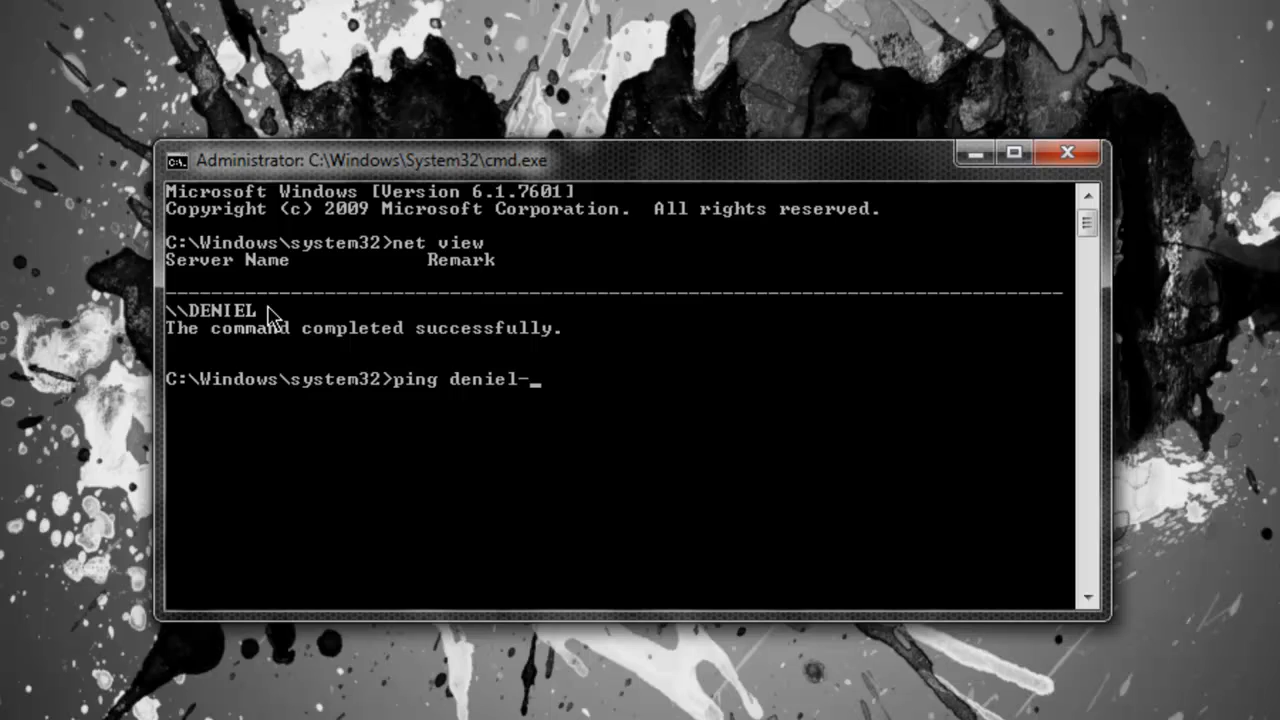 Administrator: C:\Windows\System32\cmd.exe
Microsoft Windows [Version 6.1.7601]
Copyright (c) 2009 Microsoft Corporation.  All rights reserved.
C:\Windows\system32>net view
Server Name            Remark
-------------------------------------------------------------------------------
\\DENIEL
The command completed successfully.
C:\Windows\system32>ping deniel-_